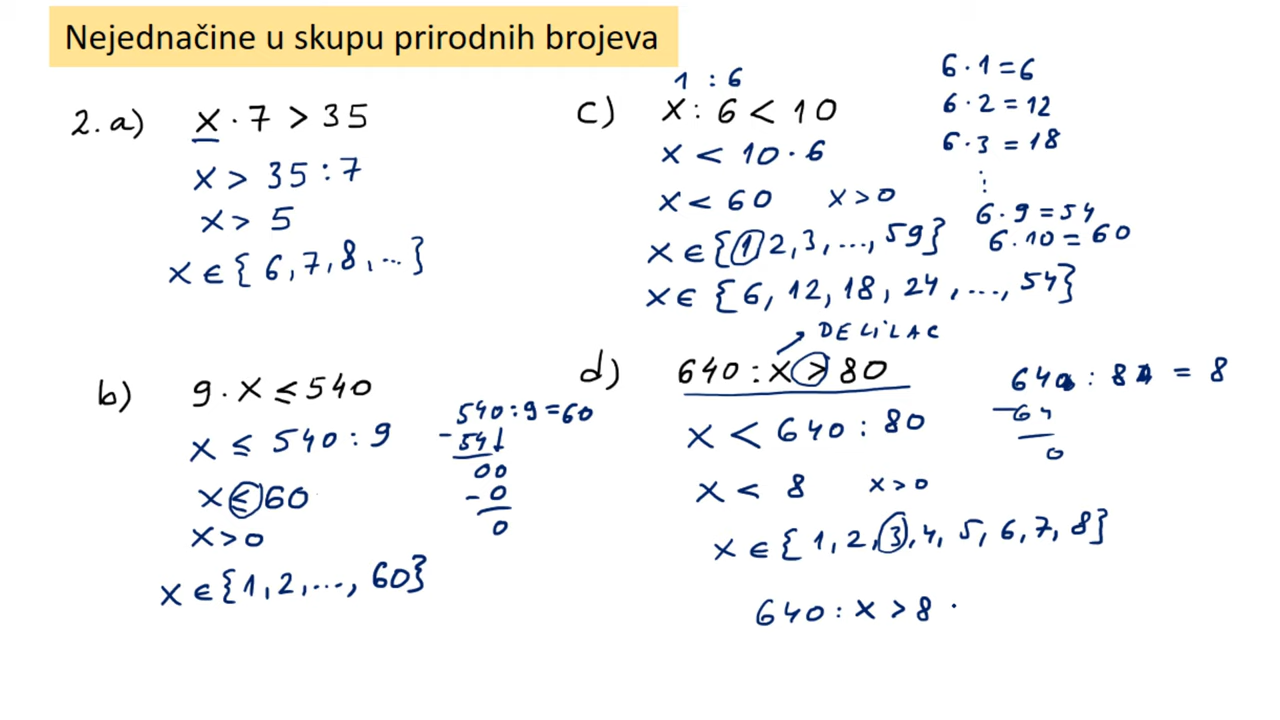 Nejednačine u skupu prirodnih brojeva
2. a) x · 7 > 35
x > 35 : 7
x > 5
x ∈ { 6, 7, 8, ... }
b) 9 · x ≤ 540
x ≤ 540 : 9
x ≤ 60
x > 0
x ∈ {1, 2, ..., 60}
540 : 9 = 60
- 54↓
00
- 0
0
1 : 6
c) x : 6 < 10
x < 10 · 6
x < 60 x > 0
x ∈ { 1 2, 3, ..., 59}
x ∈ { 6, 12, 18, 24, ..., 54}
6 · 1 = 6
6 · 2 = 12
6 · 3 = 18
⋮
6 · 9 = 54
6 · 10 = 60
DELILAC
d) 640 : x > 80
x < 640 : 80
x < 8 x > 0
x ∈ { 1, 2, 3, 4, 5, 6, 7, 8}
640 : x > 8 ·
640 : 80 = 8
- 64
0